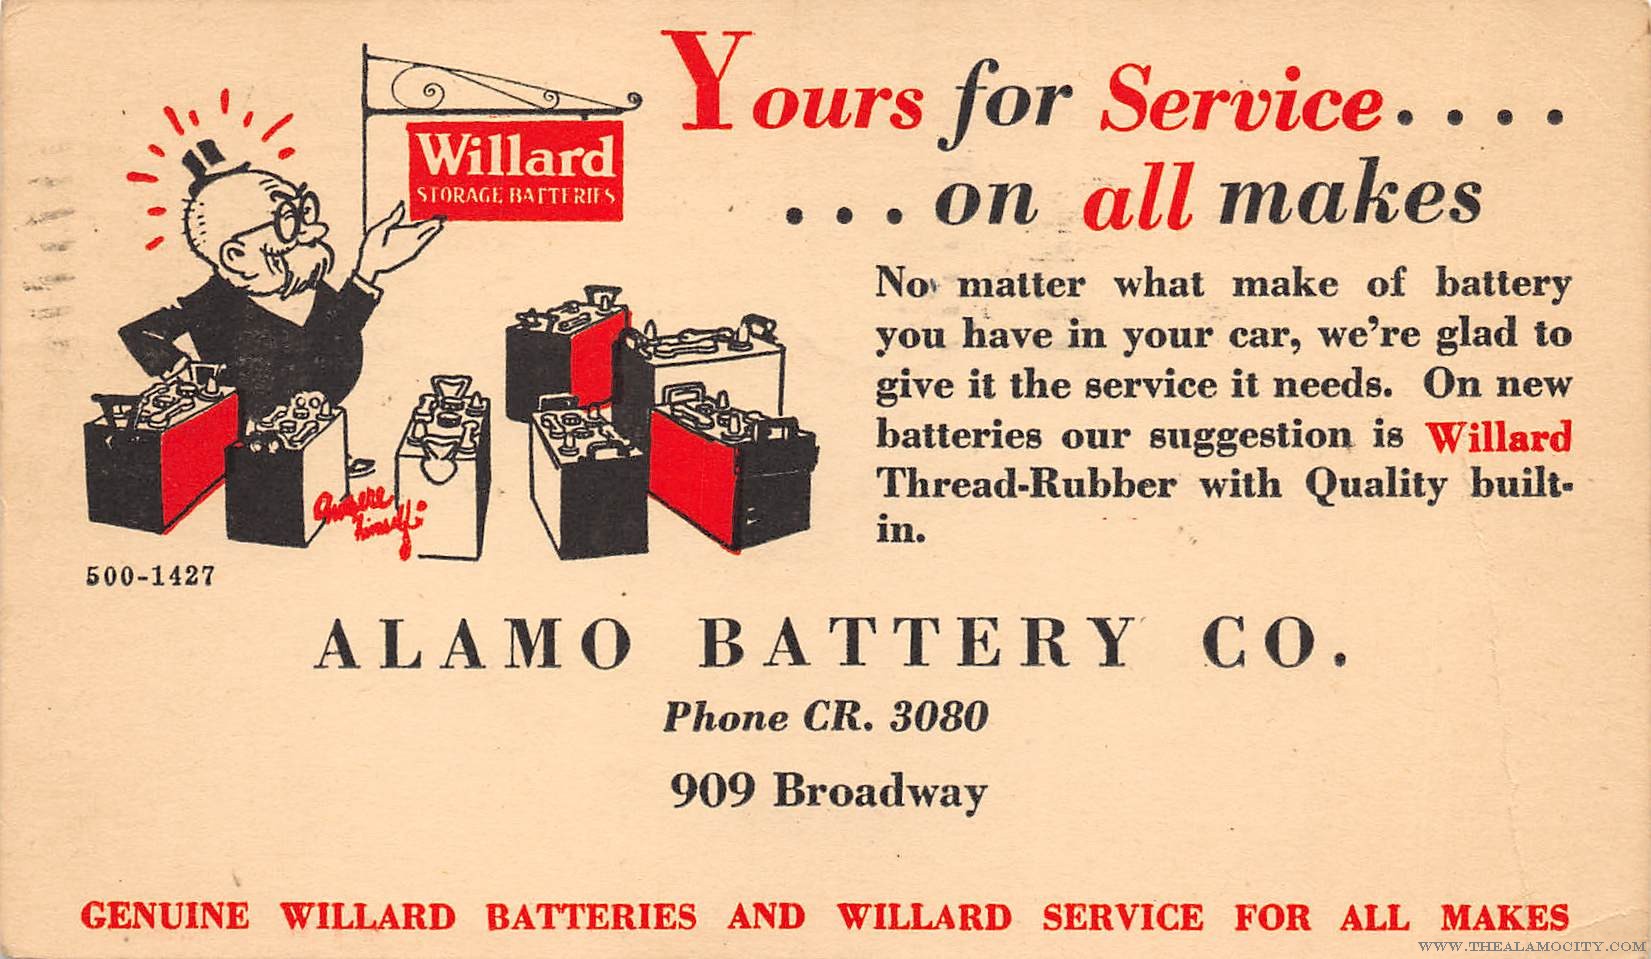 Willard
STORAGE BATTERIES
Yours for Service....
...on all makes
No matter what make of battery
you have in your car, we're glad to
give it the service it needs. On new
batteries our suggestion is Willard
Thread-Rubber with Quality built-
in.
Ampere
himself!
500-1427
ALAMO BATTERY CO.
Phone CR. 3080
909 Broadway
GENUINE WILLARD BATTERIES AND WILLARD SERVICE FOR ALL MAKES
WWW.THEALAMOCITY.COM